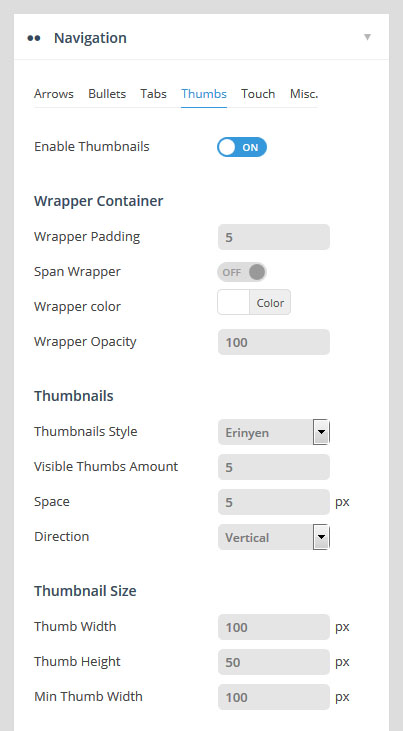 Navigation
Arrows Bullets Tabs Thumbs Touch Misc.
Enable Thumbnails ON
Wrapper Container
Wrapper Padding 5
Span Wrapper OFF
Wrapper color Color
Wrapper Opacity 100
Thumbnails
Thumbnails Style Erinyen
Visible Thumbs Amount 5
Space 5 px
Direction Vertical
Thumbnail Size
Thumb Width 100 px
Thumb Height 50 px
Min Thumb Width 100 px